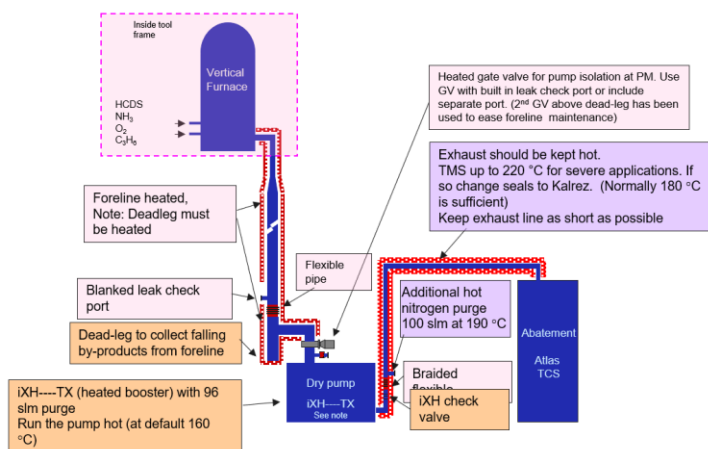 Inside tool
frame
Vertical
Furnace
HCDS
NH3
O2
C3H6
Heated gate valve for pump isolation at PM. Use
GV with built in leak check port or include
separate port. (2nd GV above dead-leg has been
used to ease foreline maintenance)
Exhaust should be kept hot.
TMS up to 220 °C for severe applications. If
so change seals to Kalrez. (Normally 180 °C
is sufficient)
Keep exhaust line as short as possible
Foreline heated,
Note: Deadleg must
be heated
Flexible
pipe
Blanked leak check
port
Additional hot
nitrogen purge
100 slm at 190 °C
Abatement
Atlas
TCS
Dead-leg to collect falling
by-products from foreline
Braided
flexible
iXH check
valve
Dry pump
iXH----TX
See note
iXH----TX (heated booster) with 96
slm purge
Run the pump hot (at default 160
°C)